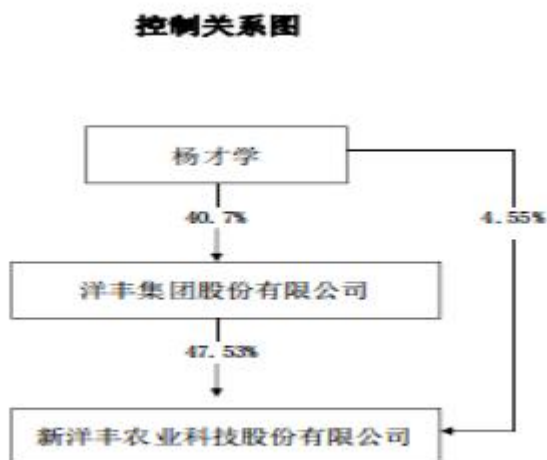 控制关系图
杨才学
40.7%
4.55%
洋丰集团股份有限公司
47.53%
新洋丰农业科技股份有限公司